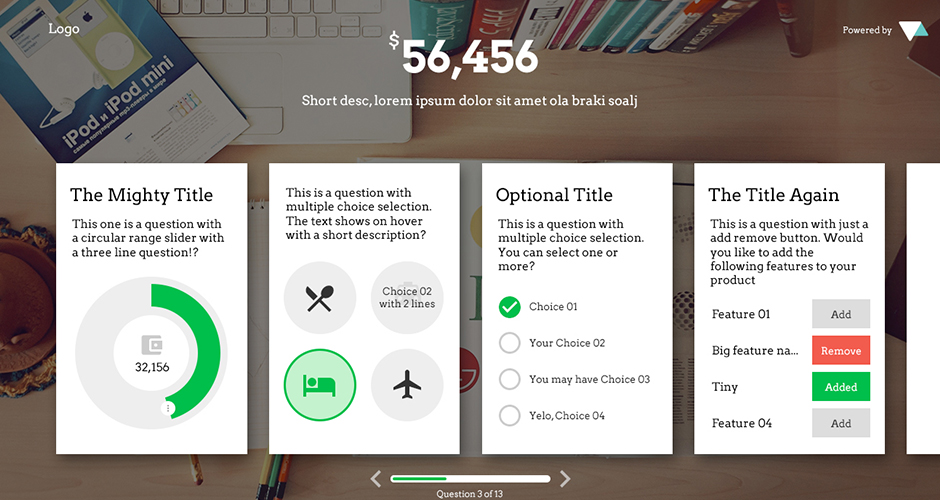 Logo
Powered by
$56,456
Short desc, lorem ipsum dolor sit amet ola braki soalj
iPod и iPod mini
самые популярные mp3-плееры в мире
The Mighty Title
This one is a question with
a circular range slider with
a three line question!?
32,156
This is a question with
multiple choice selection.
The text shows on hover
with a short description?
Choice 02
with 2 lines
Optional Title
This is a question with
multiple choice selection.
You can select one or
more?
Choice 01
Your Choice 02
You may have Choice 03
Yelo, Choice 04
The Title Again
This is a question with just a
add remove button. Would
you like to add the
following features to your
product
Feature 01
Add
Big feature na...
Remove
Tiny
Added
Feature 04
Add
Question 3 of 13